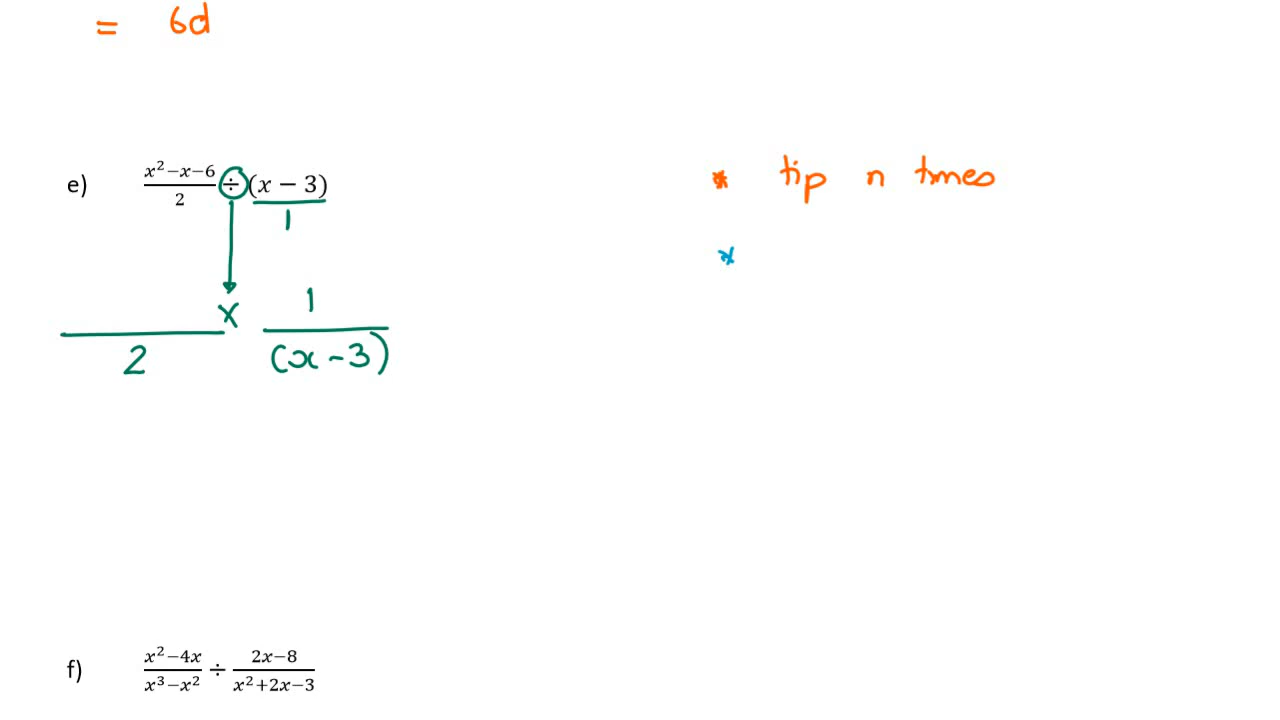 = 6d
e) x²−x−6/2 ÷ (x − 3)/1
* tip n times
*
/2 × 1/(x − 3)
f) x²−4x/x³−x² ÷ 2x−8/x²+2x−3